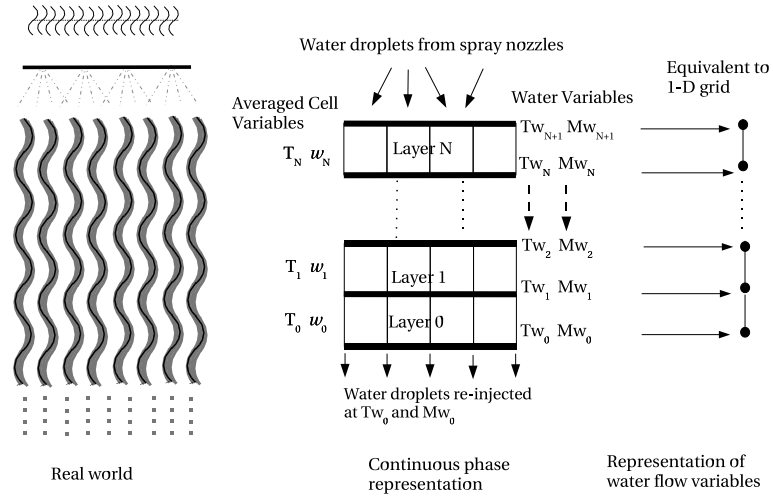 Water droplets from spray nozzles
Equivalent to
1-D grid
Averaged Cell
Variables
Water Variables
T_N w_N
Layer N
Tw_{N+1} Mw_{N+1}
Tw_N Mw_N
T_1 w_1
Layer 1
Tw_2 Mw_2
Tw_1 Mw_1
T_0 w_0
Layer 0
Tw_0 Mw_0
Water droplets re-injected
at Tw_0 and Mw_0
Real world
Continuous phase
representation
Representation of
water flow variables